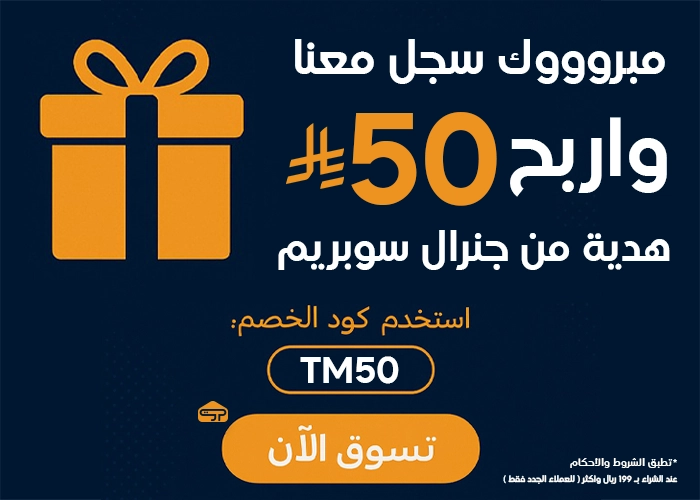 مبروووك سجل معنا
واربح 50 ⃁
هدية من جنرال سوبريم
استخدم كود الخصم:
TM50
تسوق الآن
*تطبق الشروط والاحكام
عند الشراء بـ 199 ريال واكثر ( للعملاء الجدد فقط )